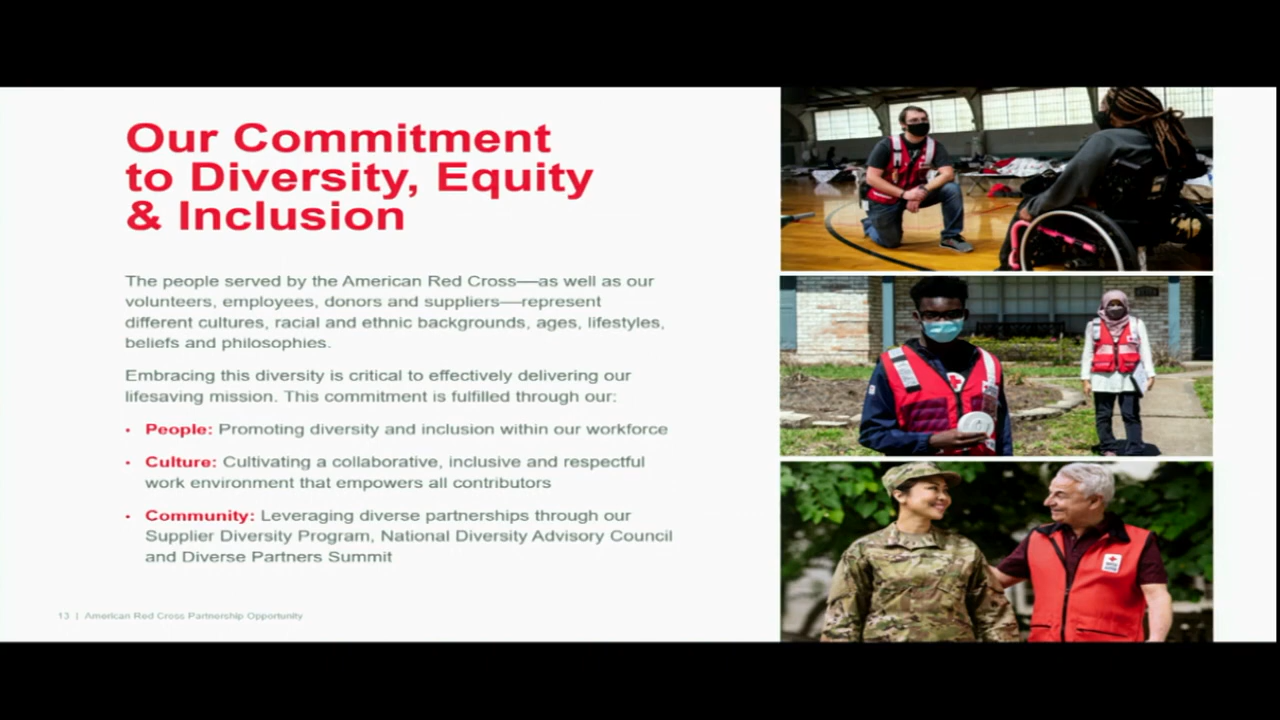 Our Commitment
to Diversity, Equity
& Inclusion
The people served by the American Red Cross—as well as our
volunteers, employees, donors and suppliers—represent
different cultures, racial and ethnic backgrounds, ages, lifestyles,
beliefs and philosophies.
Embracing this diversity is critical to effectively delivering our
lifesaving mission. This commitment is fulfilled through our:
• People: Promoting diversity and inclusion within our workforce
• Culture: Cultivating a collaborative, inclusive and respectful
work environment that empowers all contributors
• Community: Leveraging diverse partnerships through our
Supplier Diversity Program, National Diversity Advisory Council
and Diverse Partners Summit
13 | American Red Cross Partnership Opportunity